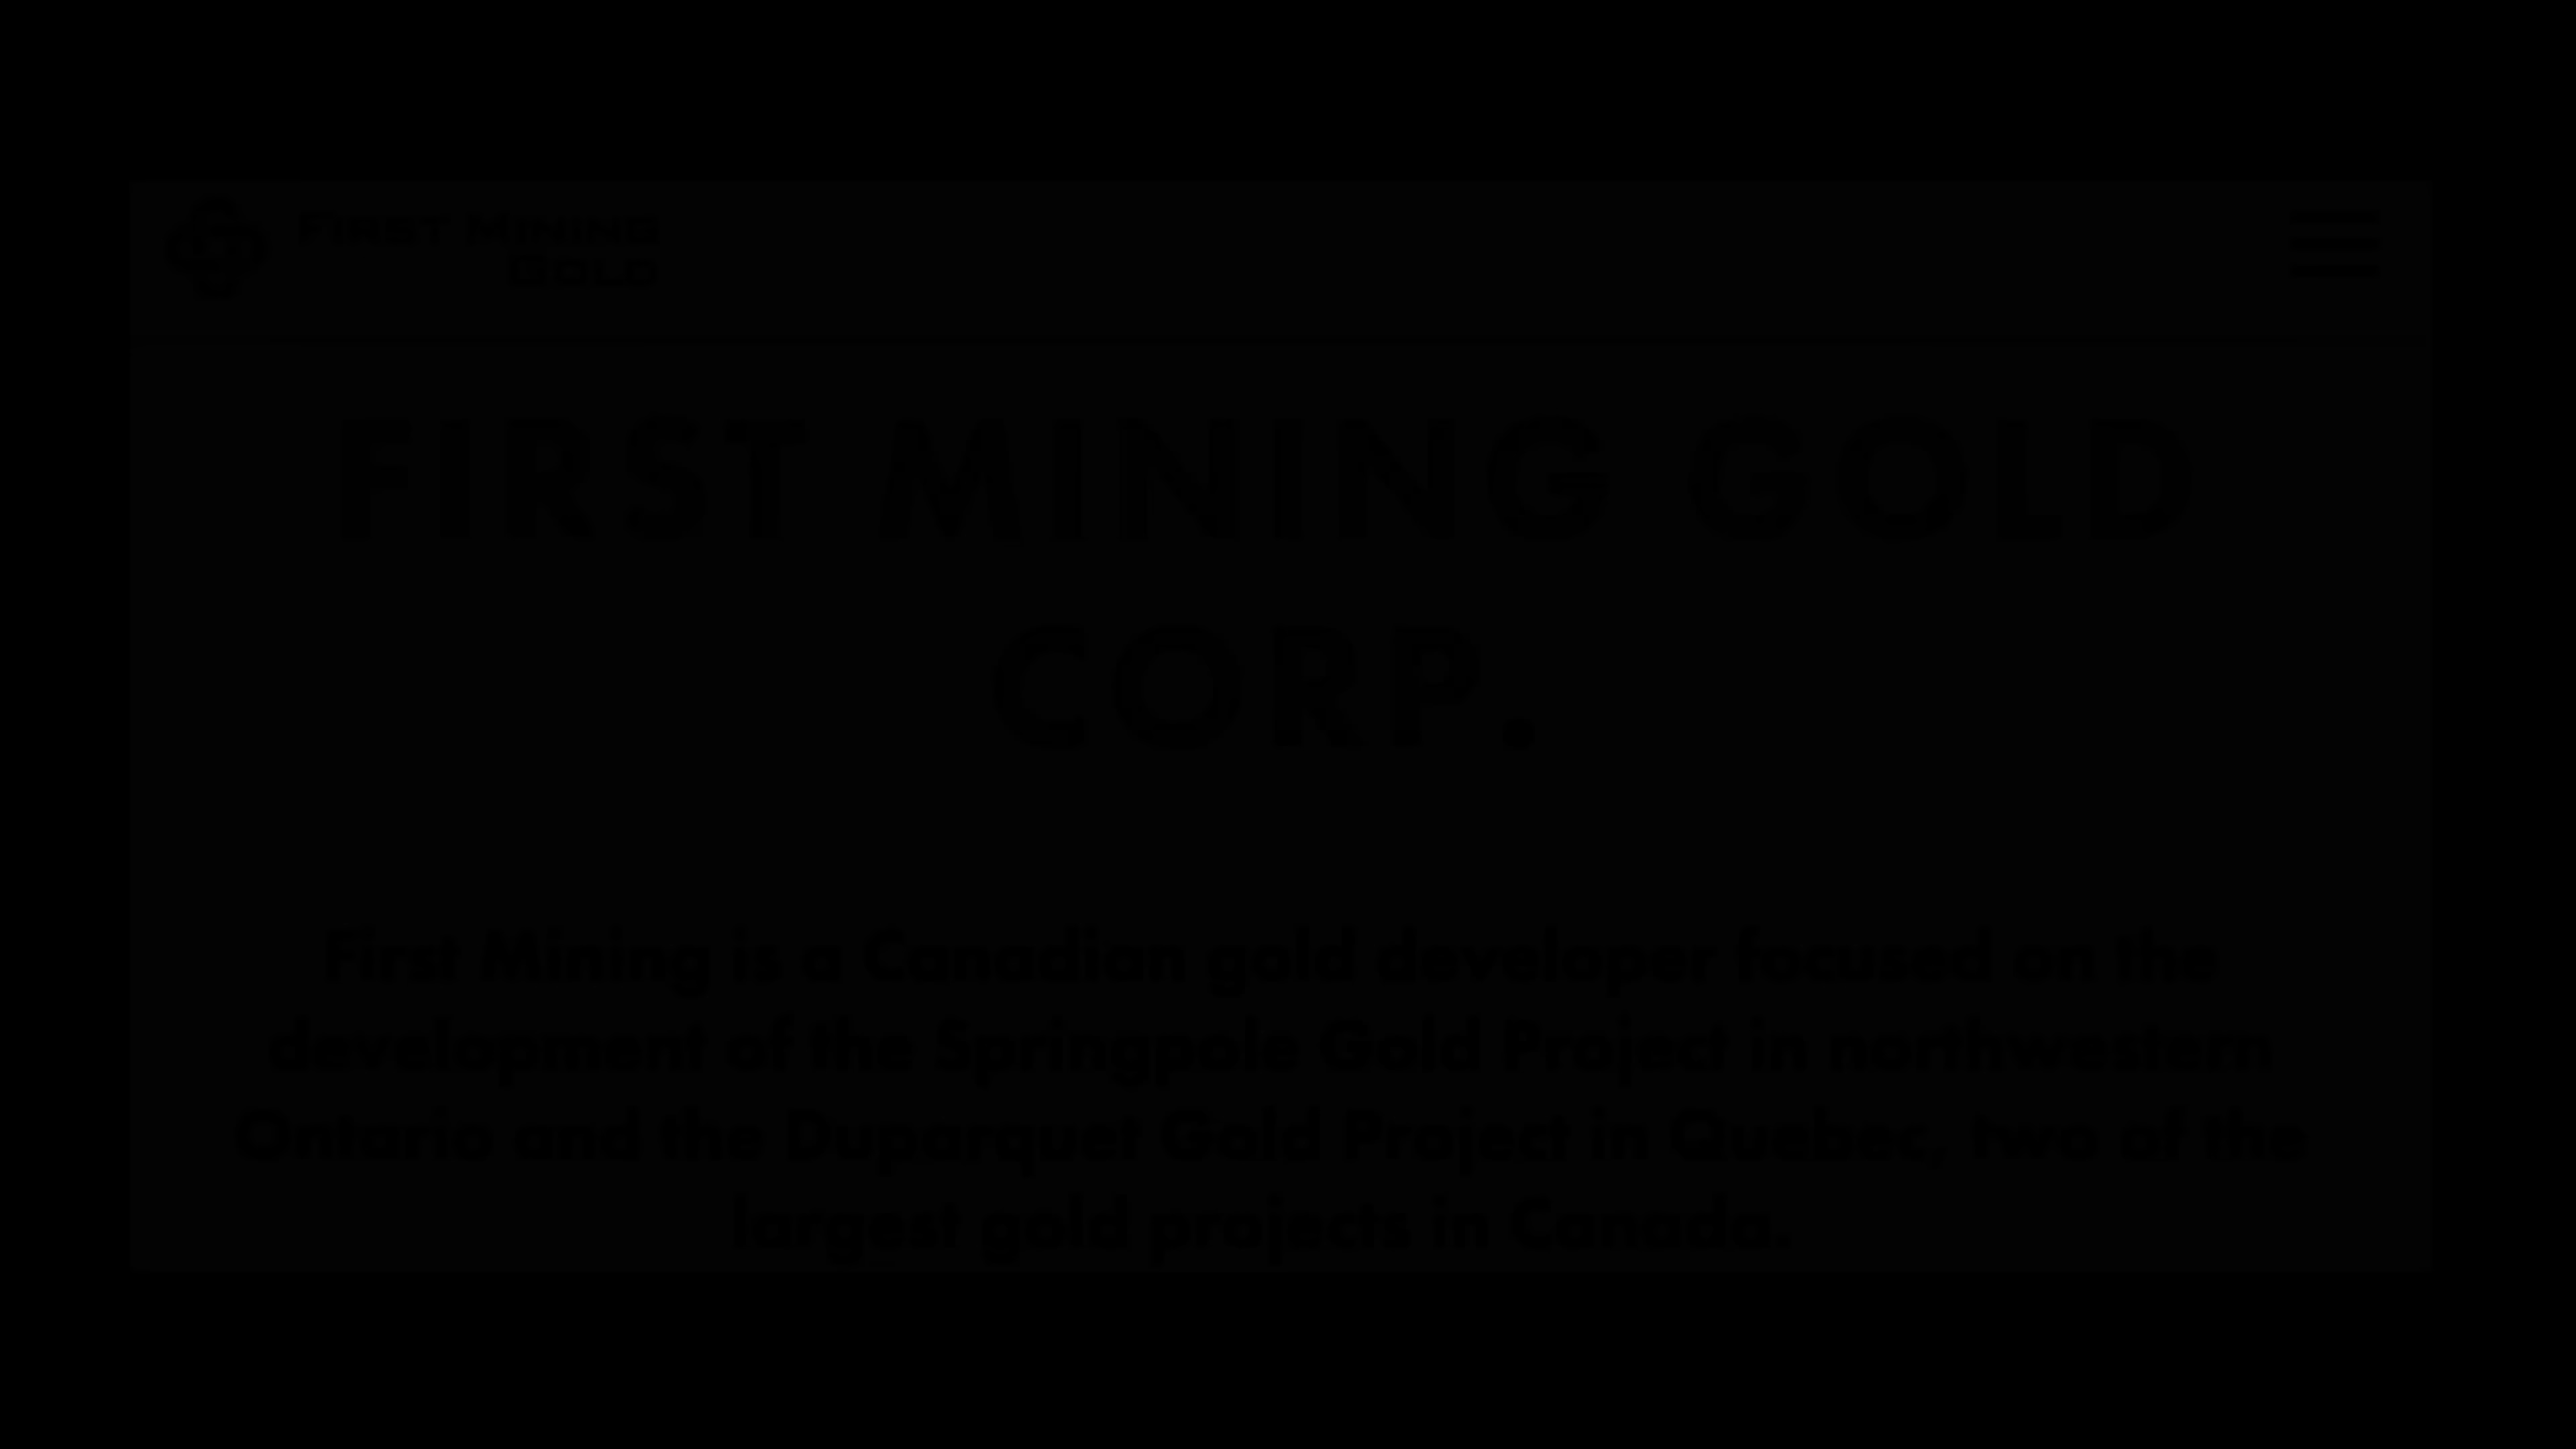 FIRST MINING
GOLD
FIRST MINING GOLD
CORP.
First Mining is a Canadian gold developer focused on the
development of the Springpole Gold Project in northwestern
Ontario and the Duparquet Gold Project in Quebec, two of the
largest gold projects in Canada.